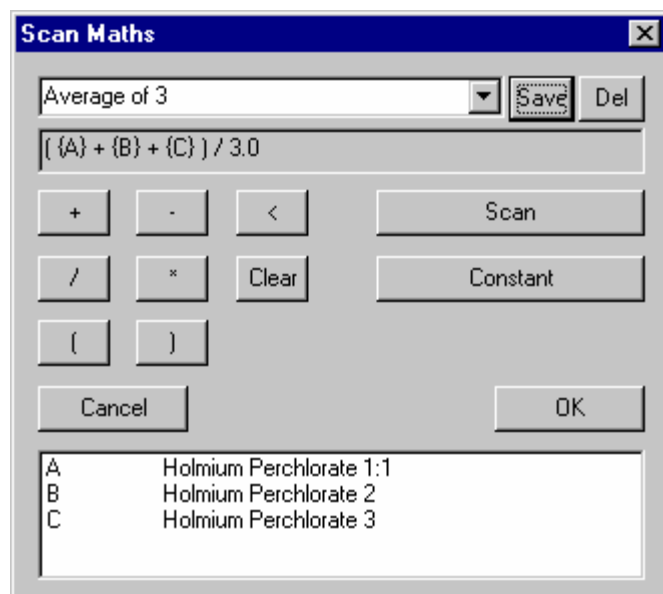 Scan Maths
Average of 3 Save Del
( {A} + {B} + {C} ) / 3.0
+ - < Scan
/ * Clear Constant
( )
Cancel OK
A Holmium Perchlorate 1:1
B Holmium Perchlorate 2
C Holmium Perchlorate 3